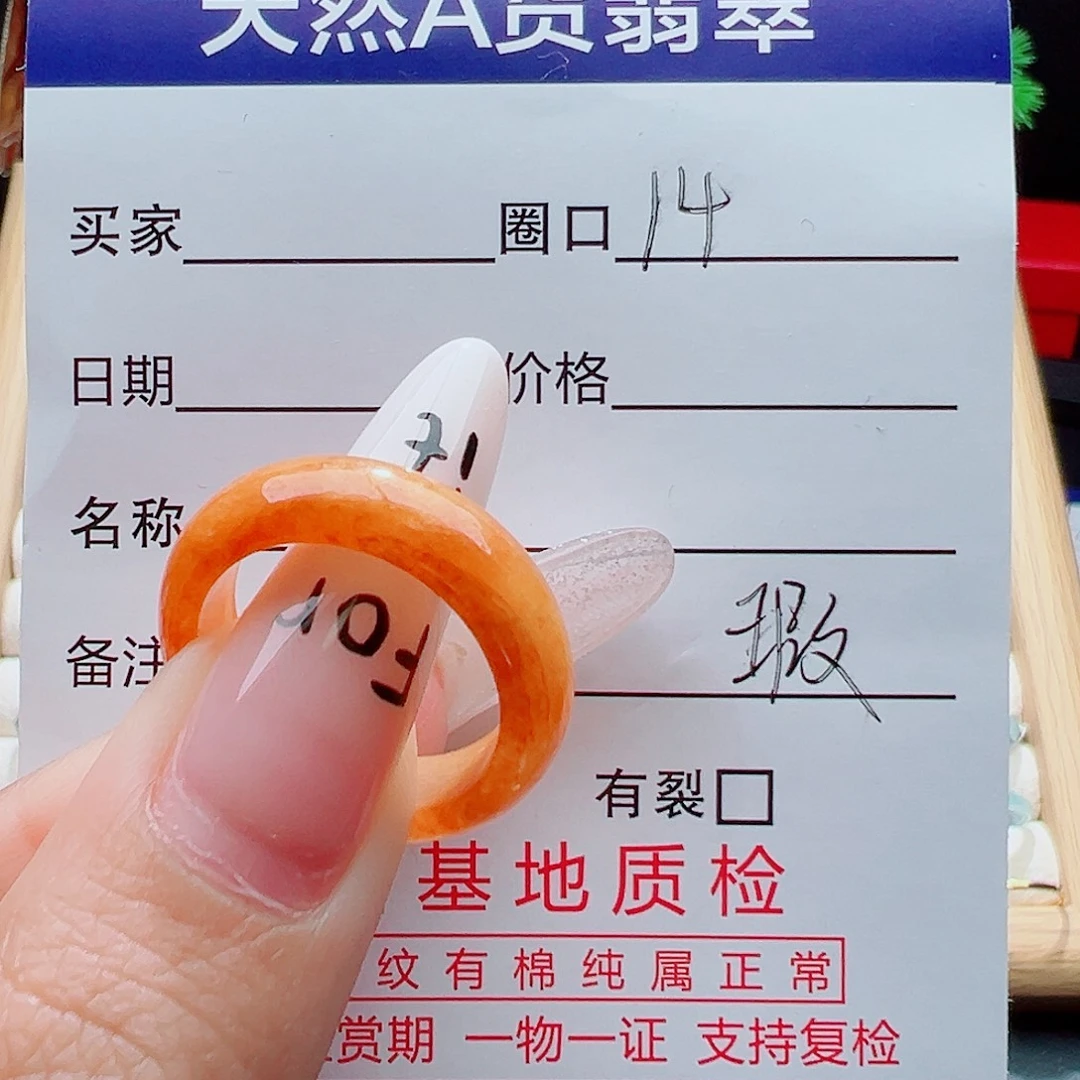 天然A货翡翠
买家 圈口 14
日期 价格
名称
备注 瑕
有裂
基地质检
纹有棉纯属正常
赏期 一物一证 支持复检
For